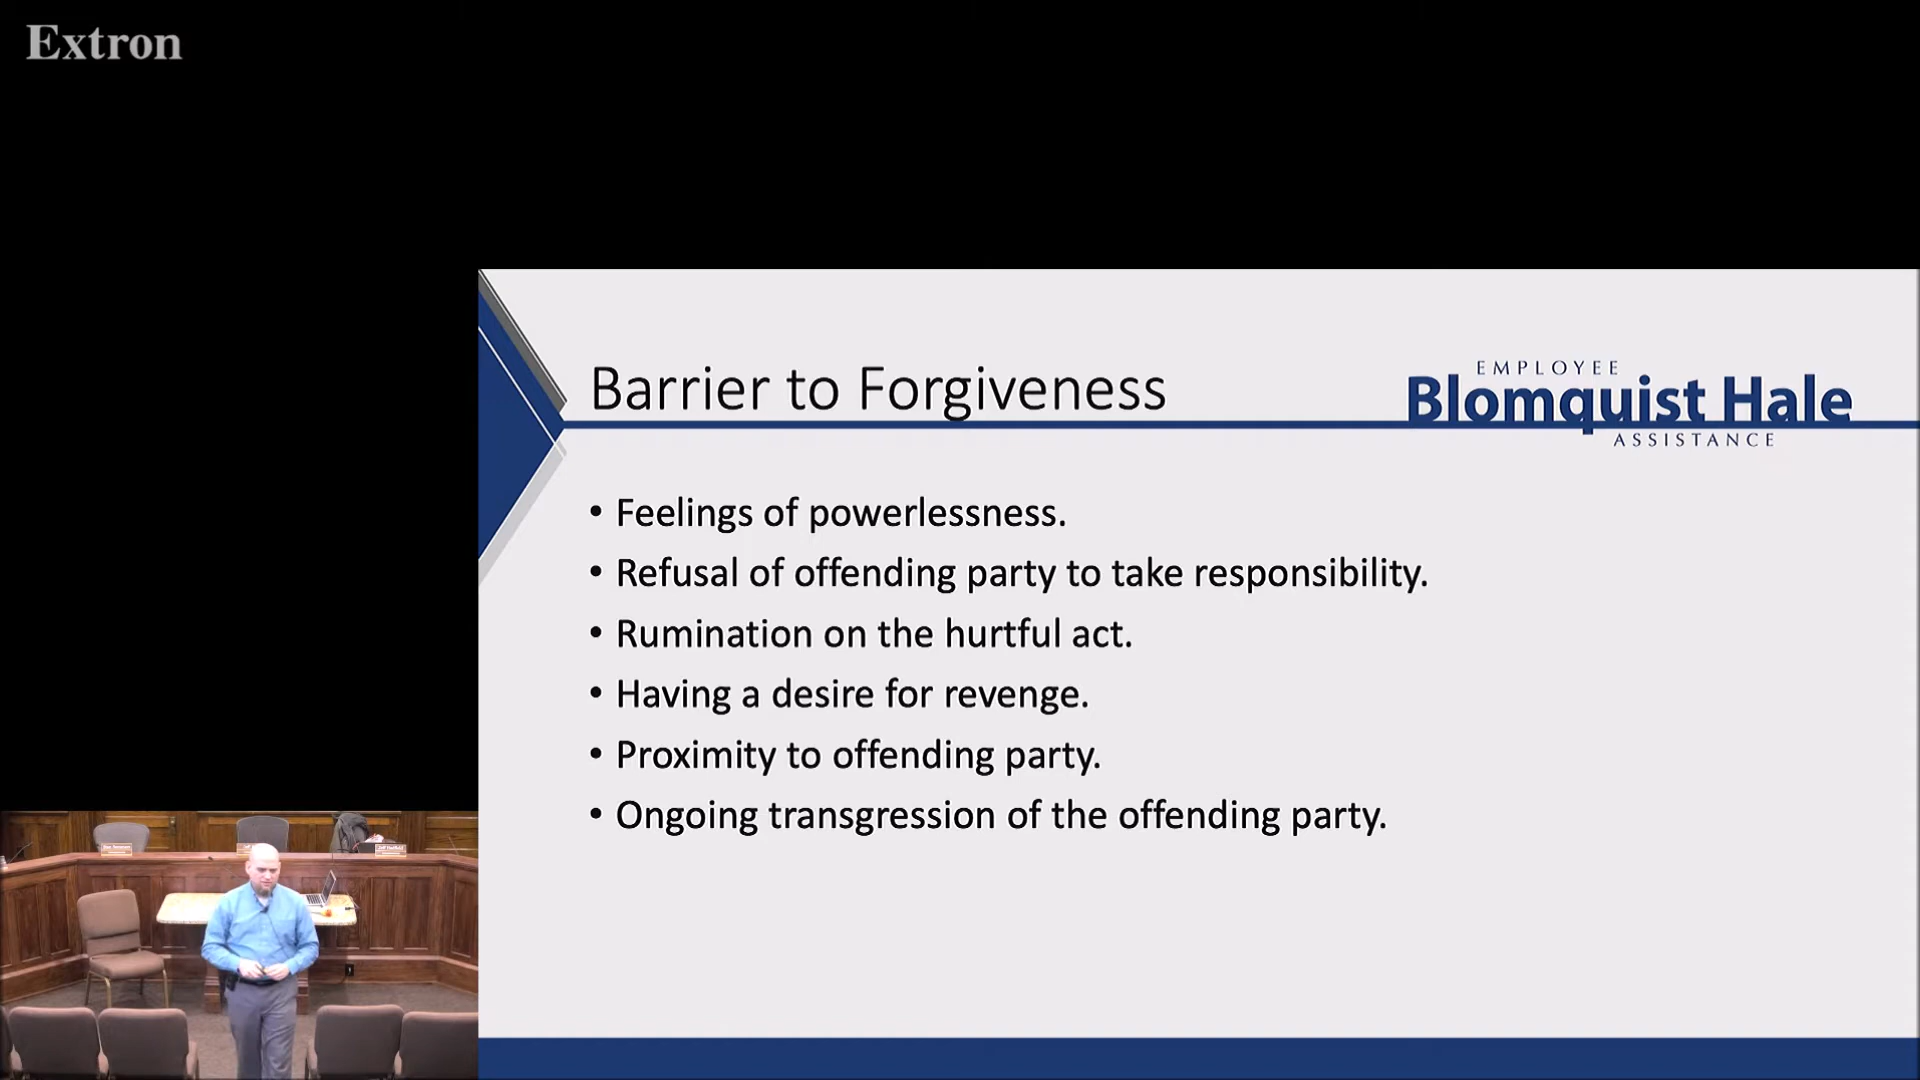 Extron
Barrier to Forgiveness
EMPLOYEE
Blomquist Hale
ASSISTANCE
• Feelings of powerlessness.
• Refusal of offending party to take responsibility.
• Rumination on the hurtful act.
• Having a desire for revenge.
• Proximity to offending party.
• Ongoing transgression of the offending party.